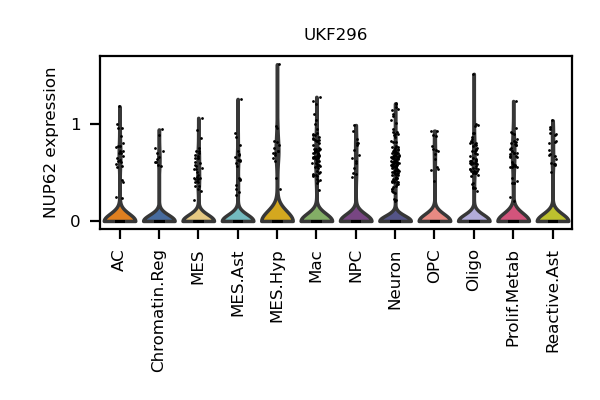 UKF296
NUP62 expression
1
0
AC
Chromatin.Reg
MES
MES.Ast
MES.Hyp
Mac
NPC
Neuron
OPC
Oligo
Prolif.Metab
Reactive.Ast